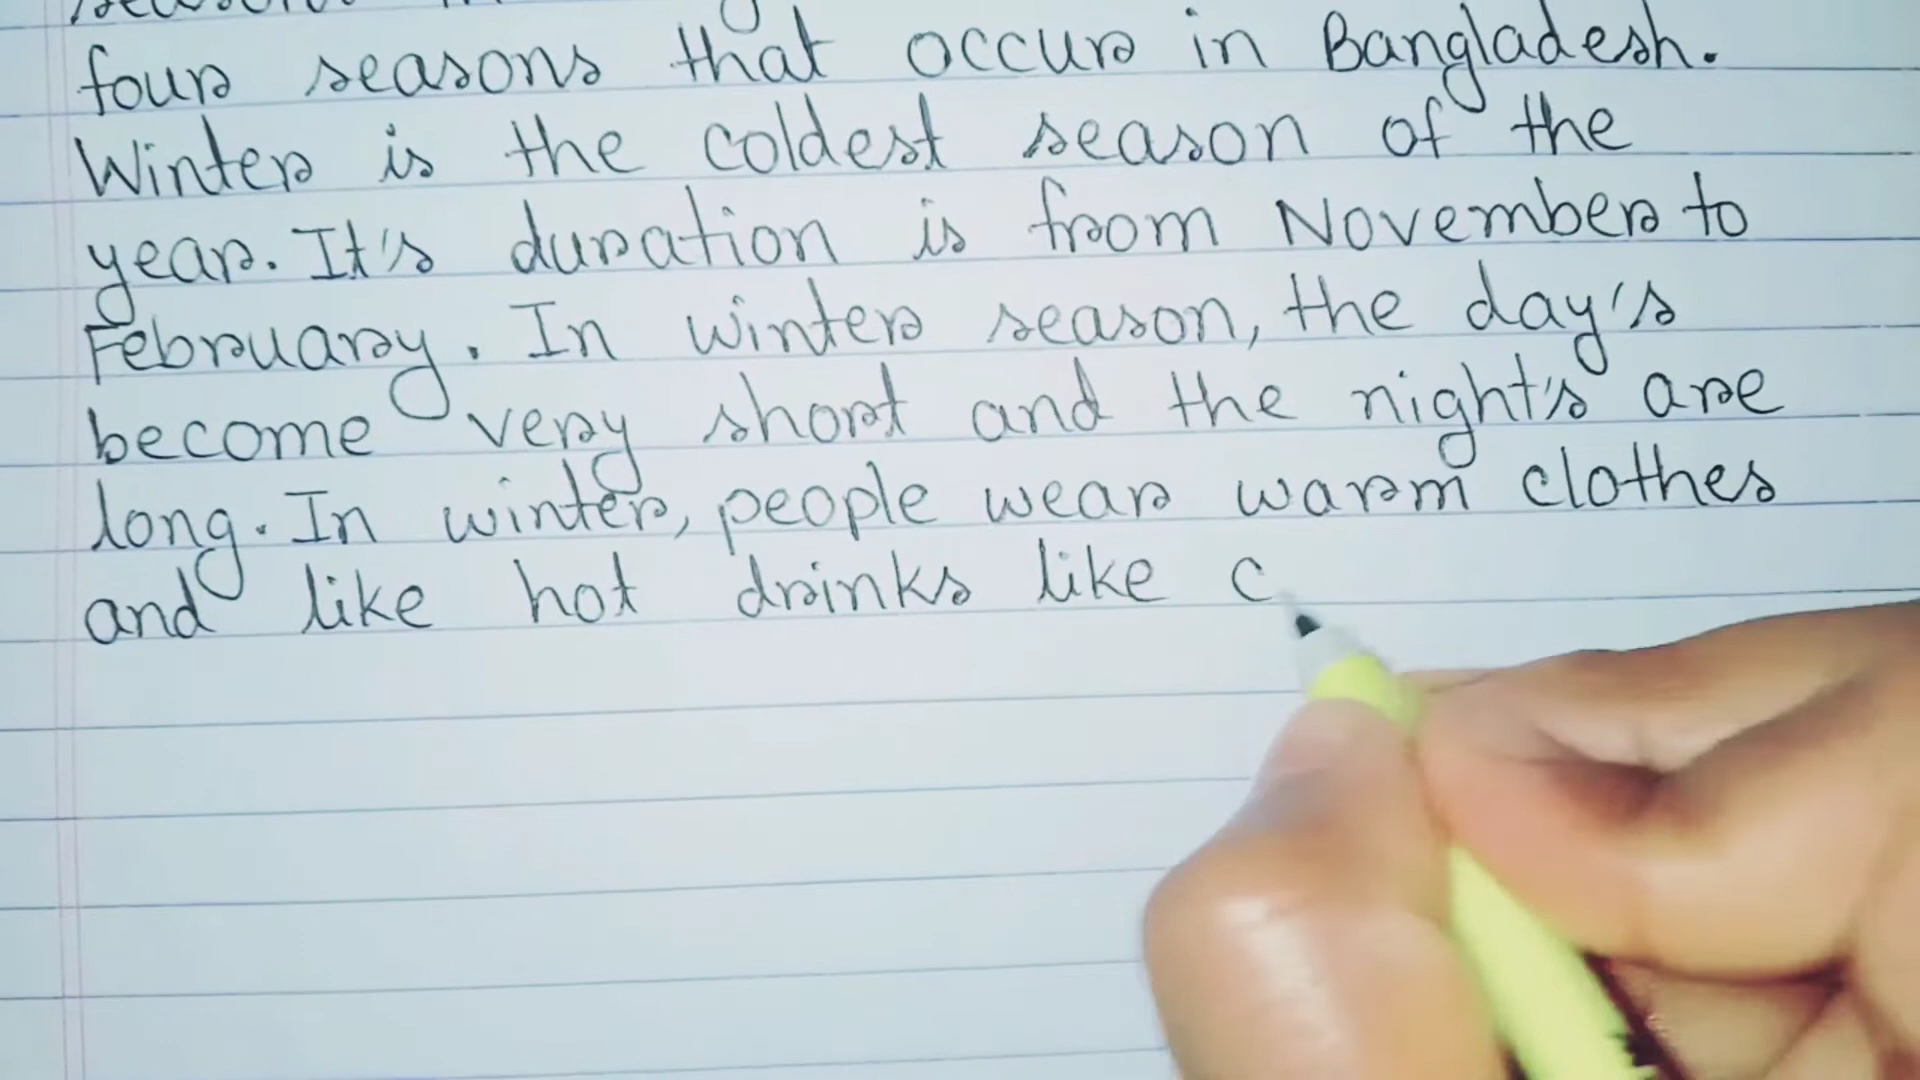 four seasons that occur in Bangladesh.
Winter is the coldest season of the
year. It's duration is from November to
February. In winter season, the day's
become very short and the night's are
long. In winter, people wear warm clothes
and like hot drinks like c